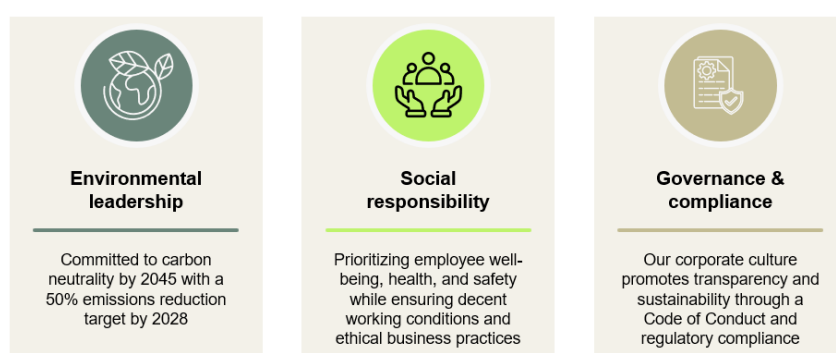 Environmental
leadership
Committed to carbon
neutrality by 2045 with a
50% emissions reduction
target by 2028
Social
responsibility
Prioritizing employee well-
being, health, and safety
while ensuring decent
working conditions and
ethical business practices
Governance &
compliance
Our corporate culture
promotes transparency and
sustainability through a
Code of Conduct and
regulatory compliance